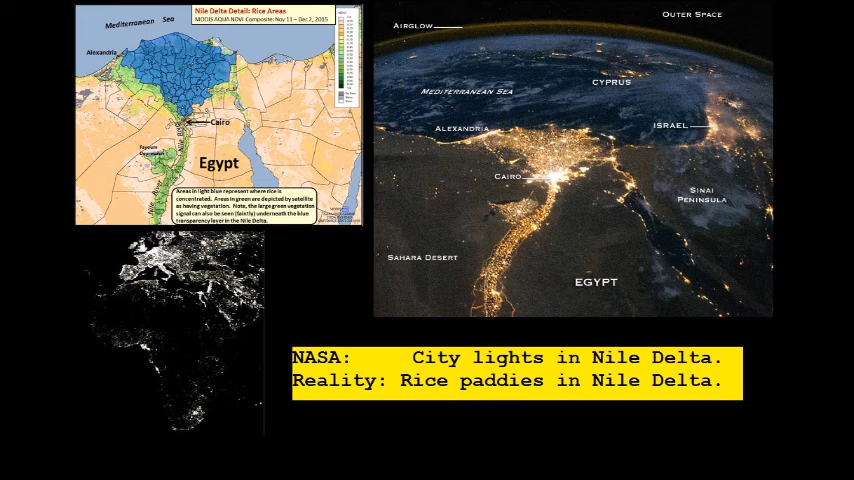 Nile Delta Detail: Rice Areas
MODIS AQUA NDVI Composite: Nov 11 – Dec 2, 2015
Mediterranean Sea
Alexandria
Cairo
Nile River
Fayoum
Depression
Egypt
Areas in light blue represent where rice is
concentrated. Areas in green are depicted by satellite
as having vegetation. Note, the large green vegetation
signal can also be seen (faintly) underneath the blue
transparency layer in the Nile Delta.
OUTER SPACE
AIRGLOW
CYPRUS
MEDITERRANEAN SEA
ALEXANDRIA
ISRAEL
CAIRO
SINAI
PENINSULA
SAHARA DESERT
EGYPT
NASA: City lights in Nile Delta.
Reality: Rice paddies in Nile Delta.